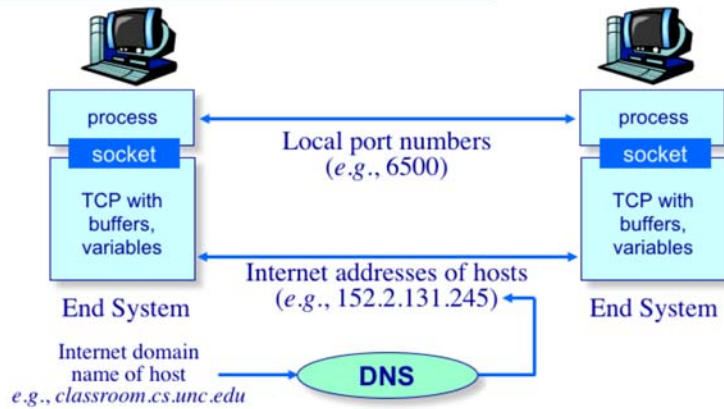 process
socket
TCP with
buffers,
variables
End System
Local port numbers
(e.g., 6500)
Internet addresses of hosts
(e.g., 152.2.131.245)
process
socket
TCP with
buffers,
variables
End System
Internet domain
name of host
e.g., classroom.cs.unc.edu
DNS